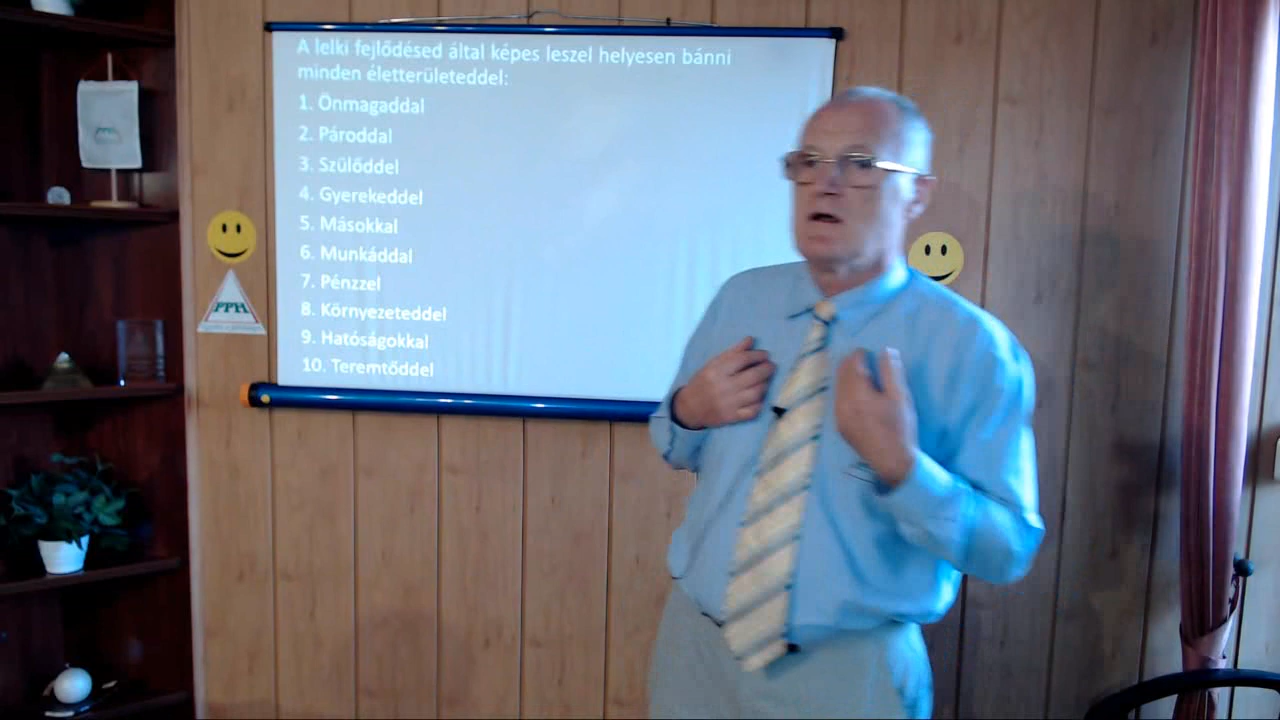 A lelki fejlődésed által képes leszel helyesen bánni
minden életterületeddel:
1. Önmagaddal
2. Pároddal
3. Szülőddel
4. Gyerekeddel
5. Másokkal
6. Munkáddal
7. Pénzzel
8. Környezeteddel
9. Hatóságokkal
10. Teremtőddel
PPH